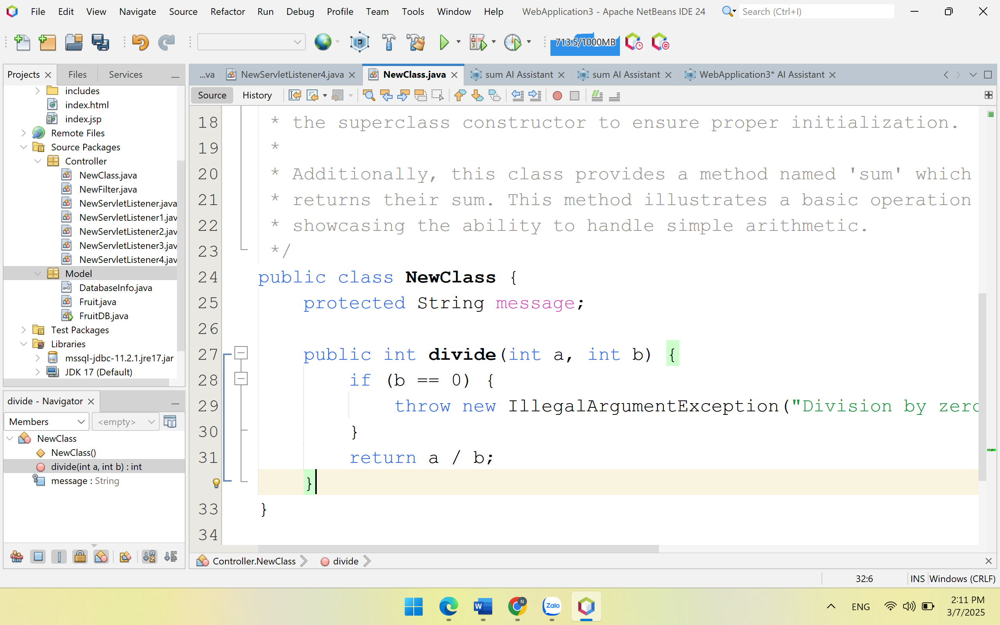 File Edit View Navigate Source Refactor Run Debug Profile Team Tools Window Help WebApplication3 - Apache NetBeans IDE 24 Search (Ctrl+I)
713.5/1000MB
Projects Files Services
includes
index.html
index.jsp
Remote Files
Source Packages
Controller
NewClass.java
NewFilter.java
NewServletListener.java
NewServletListener1.jav
NewServletListener2.jav
NewServletListener3.jav
NewServletListener4.jav
Model
DatabaseInfo.java
Fruit.java
FruitDB.java
Test Packages
Libraries
mssql-jdbc-11.2.1.jre17.jar
JDK 17 (Default)
divide - Navigator
Members <empty>
NewClass
NewClass()
divide(int a, int b) : int
message : String
...va NewServletListener4.java NewClass.java sum AI Assistant sum AI Assistant WebApplication3* AI Assistant
Source History
18 * the superclass constructor to ensure proper initialization.
19 *
20 * Additionally, this class provides a method named 'sum' which
21 * returns their sum. This method illustrates a basic operation
22 * showcasing the ability to handle simple arithmetic.
23 */
24 public class NewClass {
25 protected String message;
26
27 public int divide(int a, int b) {
28 if (b == 0) {
29 throw new IllegalArgumentException("Division by zero
30 }
31 return a / b;
}
33 }
34
Controller.NewClass divide
32:6 INS Windows (CRLF)
W N Zalo ENG 2:11 PM
3/7/2025